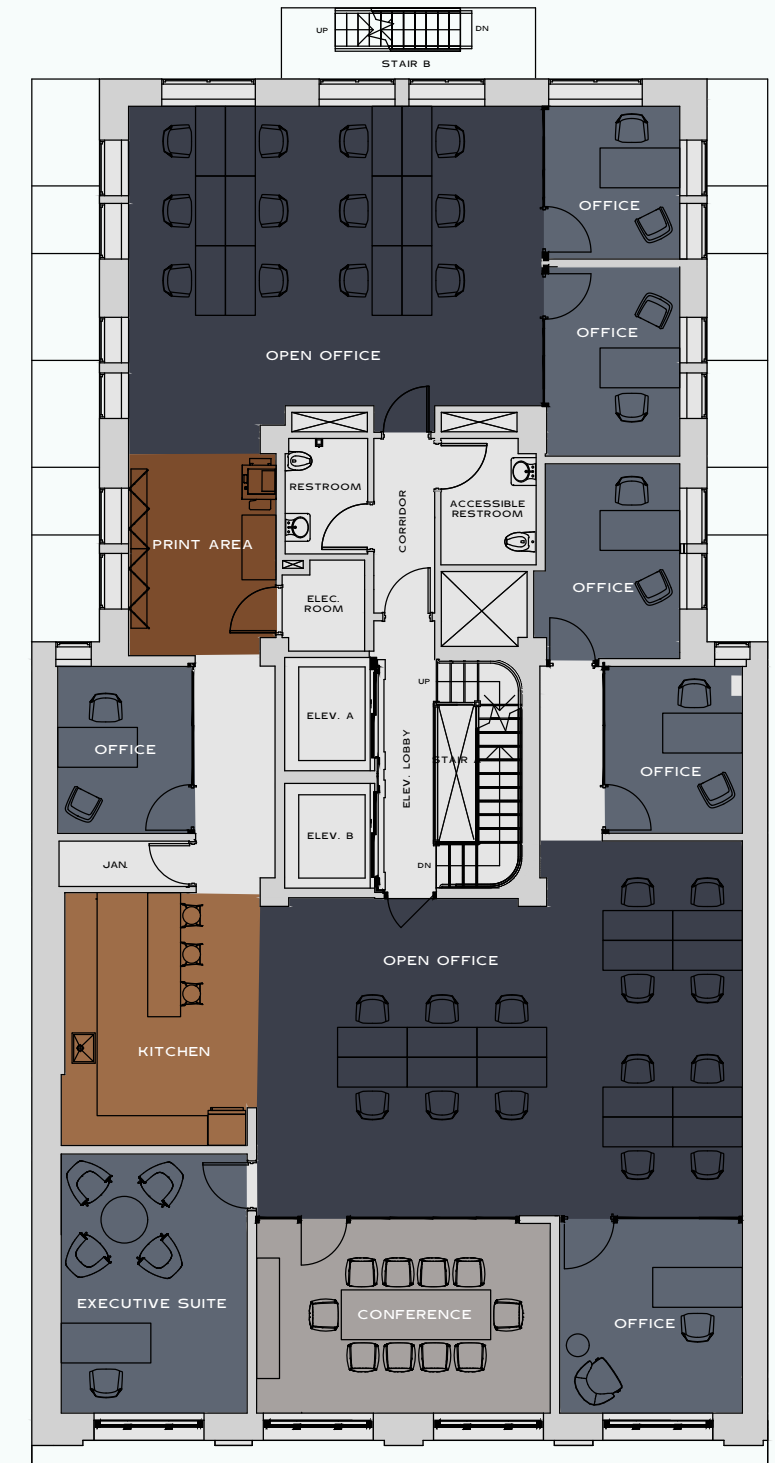 UP
DN
STAIR B
OFFICE
OFFICE
OPEN OFFICE
RESTROOM
ACCESSIBLE
RESTROOM
CORRIDOR
PRINT AREA
OFFICE
ELEC.
ROOM
UP
ELEV. A
OFFICE
ELEV. LOBBY
STAIR
OFFICE
ELEV. B
JAN.
DN
OPEN OFFICE
KITCHEN
EXECUTIVE SUITE
CONFERENCE
OFFICE